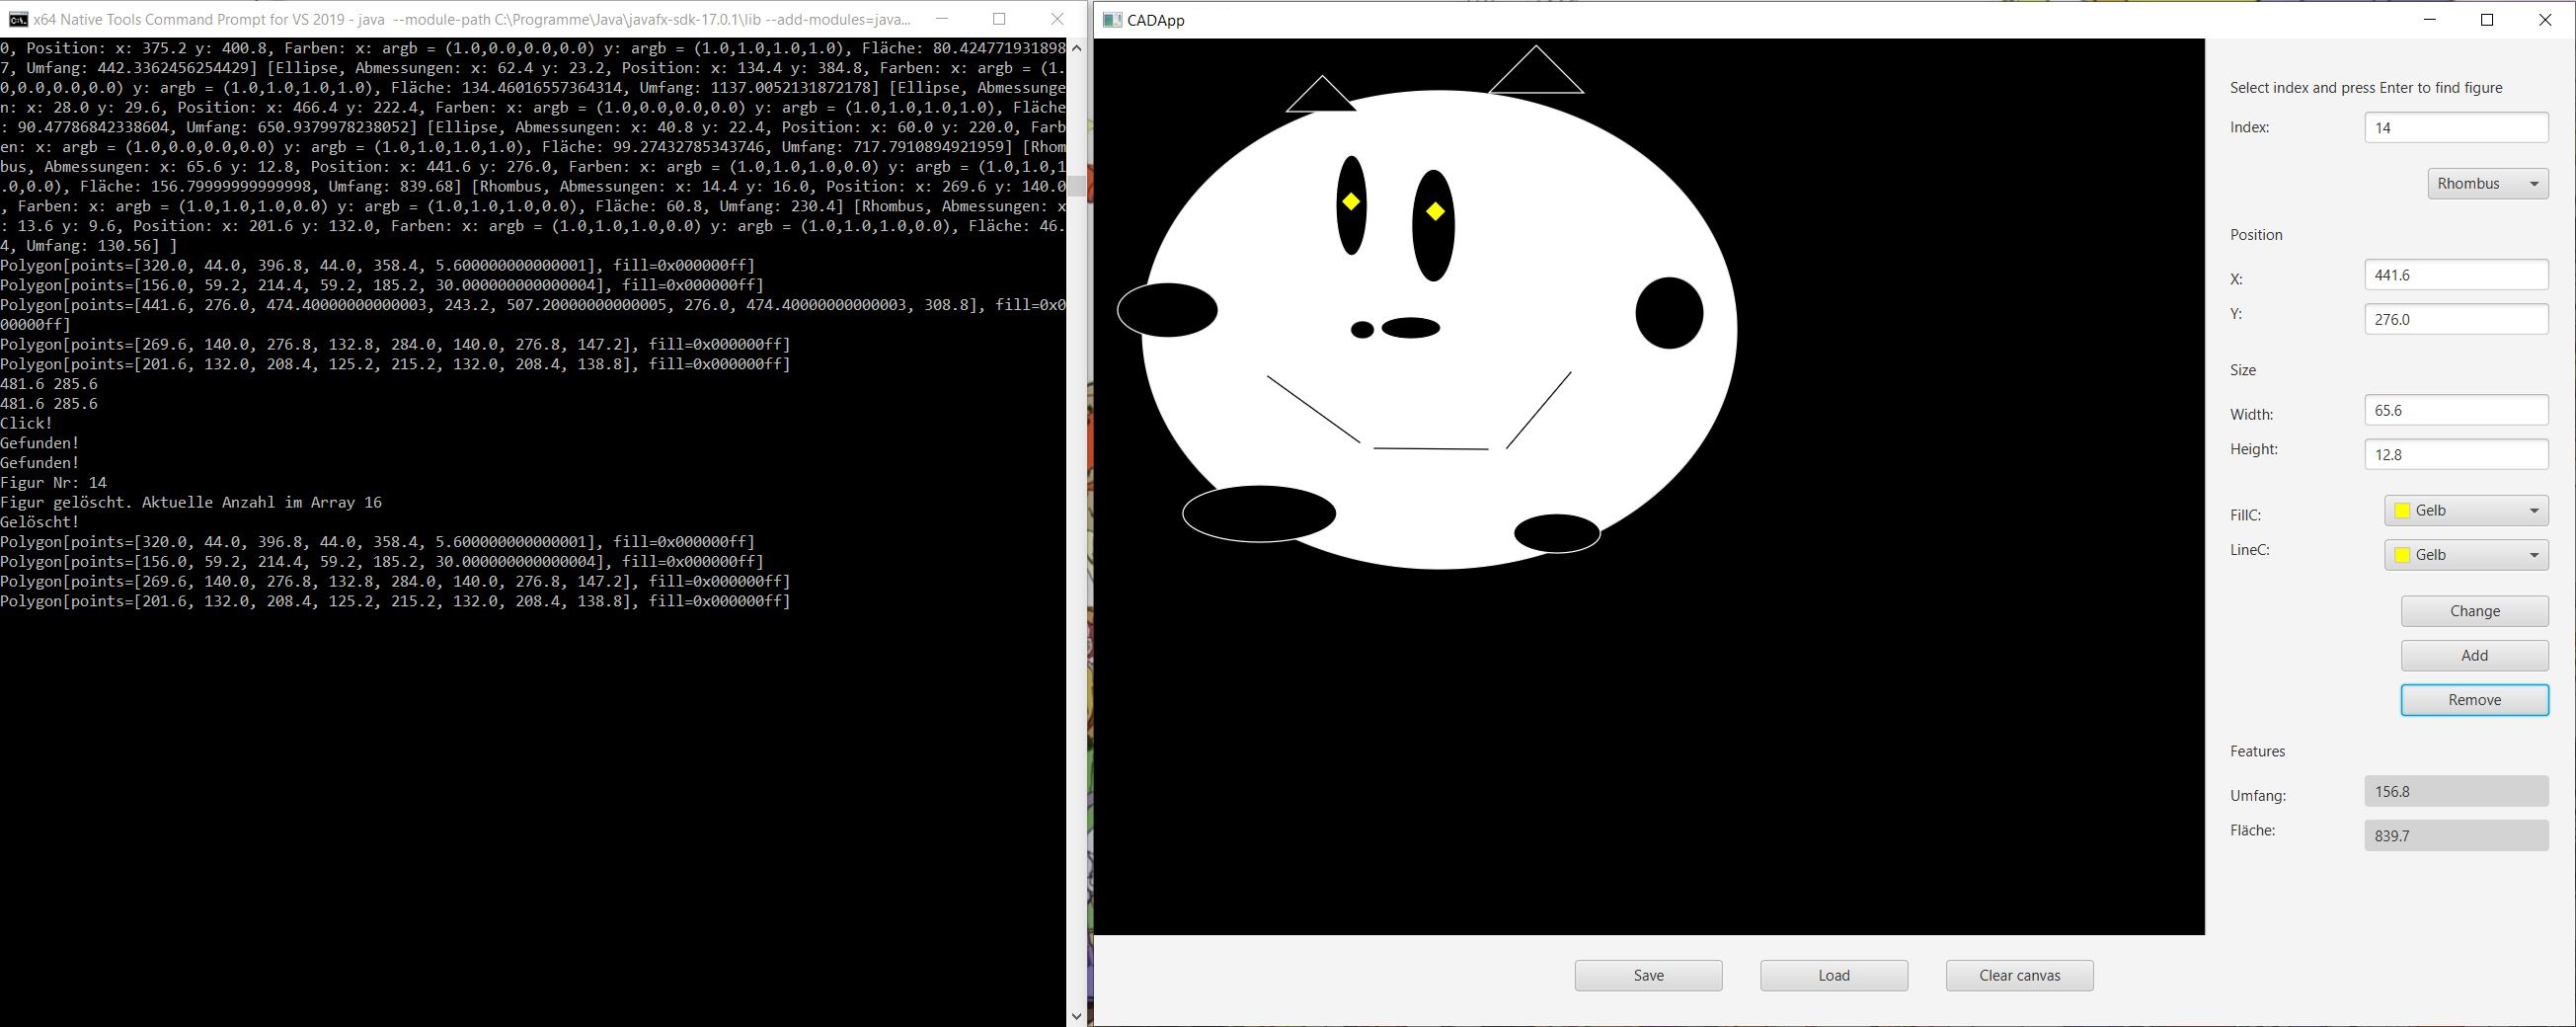 x64 Native Tools Command Prompt for VS 2019 - java  --module-path C:\Programme\Java\javafx-sdk-17.0.1\lib --add-modules=java...
0, Position: x: 375.2 y: 400.8, Farben: x: argb = (1.0,0.0,0.0,0.0) y: argb = (1.0,1.0,1.0,1.0), Fläche: 80.424771931898
7, Umfang: 442.3362456254429] [Ellipse, Abmessungen: x: 62.4 y: 23.2, Position: x: 134.4 y: 384.8, Farben: x: argb = (1.
0,0.0,0.0,0.0) y: argb = (1.0,1.0,1.0,1.0), Fläche: 134.46016557364314, Umfang: 1137.0052131872178] [Ellipse, Abmessunge
n: x: 28.0 y: 29.6, Position: x: 466.4 y: 222.4, Farben: x: argb = (1.0,0.0,0.0,0.0) y: argb = (1.0,1.0,1.0,1.0), Fläche
: 90.47786842338604, Umfang: 650.9379978238052] [Ellipse, Abmessungen: x: 40.8 y: 22.4, Position: x: 60.0 y: 220.0, Farb
en: x: argb = (1.0,0.0,0.0,0.0) y: argb = (1.0,1.0,1.0,1.0), Fläche: 99.27432785343746, Umfang: 717.7910894921959] [Rhom
bus, Abmessungen: x: 65.6 y: 12.8, Position: x: 441.6 y: 276.0, Farben: x: argb = (1.0,1.0,1.0,0.0) y: argb = (1.0,1.0,1
.0,0.0), Fläche: 156.79999999999998, Umfang: 839.68] [Rhombus, Abmessungen: x: 14.4 y: 16.0, Position: x: 269.6 y: 140.0
, Farben: x: argb = (1.0,1.0,1.0,0.0) y: argb = (1.0,1.0,1.0,0.0), Fläche: 60.8, Umfang: 230.4] [Rhombus, Abmessungen: x
: 13.6 y: 9.6, Position: x: 201.6 y: 132.0, Farben: x: argb = (1.0,1.0,1.0,0.0) y: argb = (1.0,1.0,1.0,0.0), Fläche: 46.
4, Umfang: 130.56] ]
Polygon[points=[320.0, 44.0, 396.8, 44.0, 358.4, 5.600000000000001], fill=0x000000ff]
Polygon[points=[156.0, 59.2, 214.4, 59.2, 185.2, 30.000000000000004], fill=0x000000ff]
Polygon[points=[441.6, 276.0, 474.40000000000003, 243.2, 507.20000000000005, 276.0, 474.40000000000003, 308.8], fill=0x0
00000ff]
Polygon[points=[269.6, 140.0, 276.8, 132.8, 284.0, 140.0, 276.8, 147.2], fill=0x000000ff]
Polygon[points=[201.6, 132.0, 208.4, 125.2, 215.2, 132.0, 208.4, 138.8], fill=0x000000ff]
481.6 285.6
481.6 285.6
Click!
Gefunden!
Gefunden!
Figur Nr: 14
Figur gelöscht. Aktuelle Anzahl im Array 16
Gelöscht!
Polygon[points=[320.0, 44.0, 396.8, 44.0, 358.4, 5.600000000000001], fill=0x000000ff]
Polygon[points=[156.0, 59.2, 214.4, 59.2, 185.2, 30.000000000000004], fill=0x000000ff]
Polygon[points=[269.6, 140.0, 276.8, 132.8, 284.0, 140.0, 276.8, 147.2], fill=0x000000ff]
Polygon[points=[201.6, 132.0, 208.4, 125.2, 215.2, 132.0, 208.4, 138.8], fill=0x000000ff]
CADApp
Select index and press Enter to find figure
Index: 14
Rhombus
Position
X: 441.6
Y: 276.0
Size
Width: 65.6
Height: 12.8
FillC: Gelb
LineC: Gelb
Change
Add
Remove
Features
Umfang: 156.8
Fläche: 839.7
Save Load Clear canvas